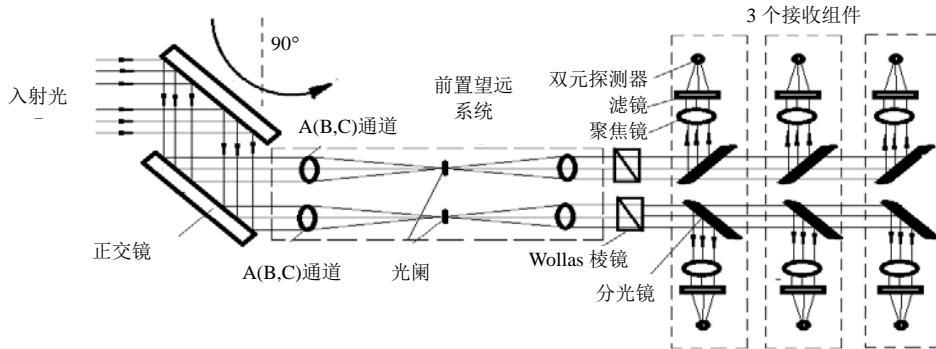 3 个接收组件
90°
双元探测器
滤镜
聚焦镜
入射光
前置望远
系统
A(B,C)通道
正交镜
A(B,C)通道
光阑
Wollas 棱镜
分光镜